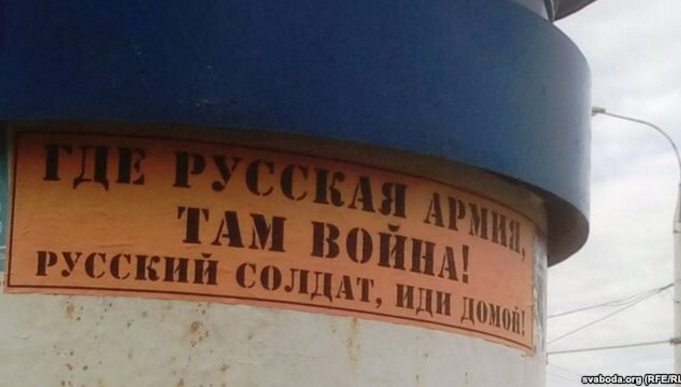 ГДЕ РУССКАЯ АРМИЯ,
ТАМ ВОЙНА!
РУССКИЙ СОЛДАТ, ИДИ ДОМОЙ!
svaboda.org (RFE/RL